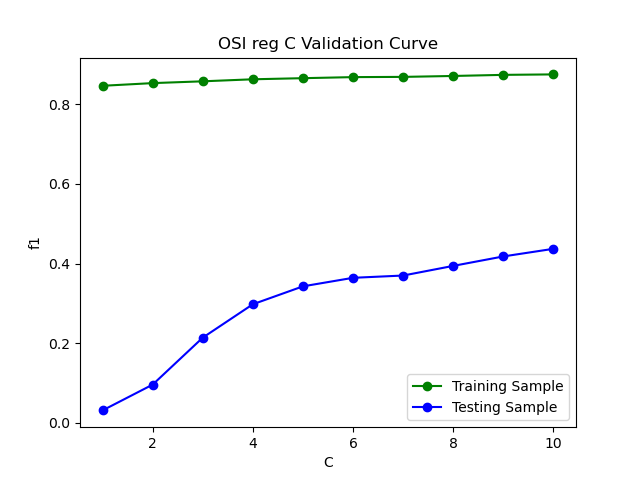 OSI reg C Validation Curve
f1
0.8
0.6
0.4
0.2
0.0
2 4 6 8 10
C
Training Sample
Testing Sample